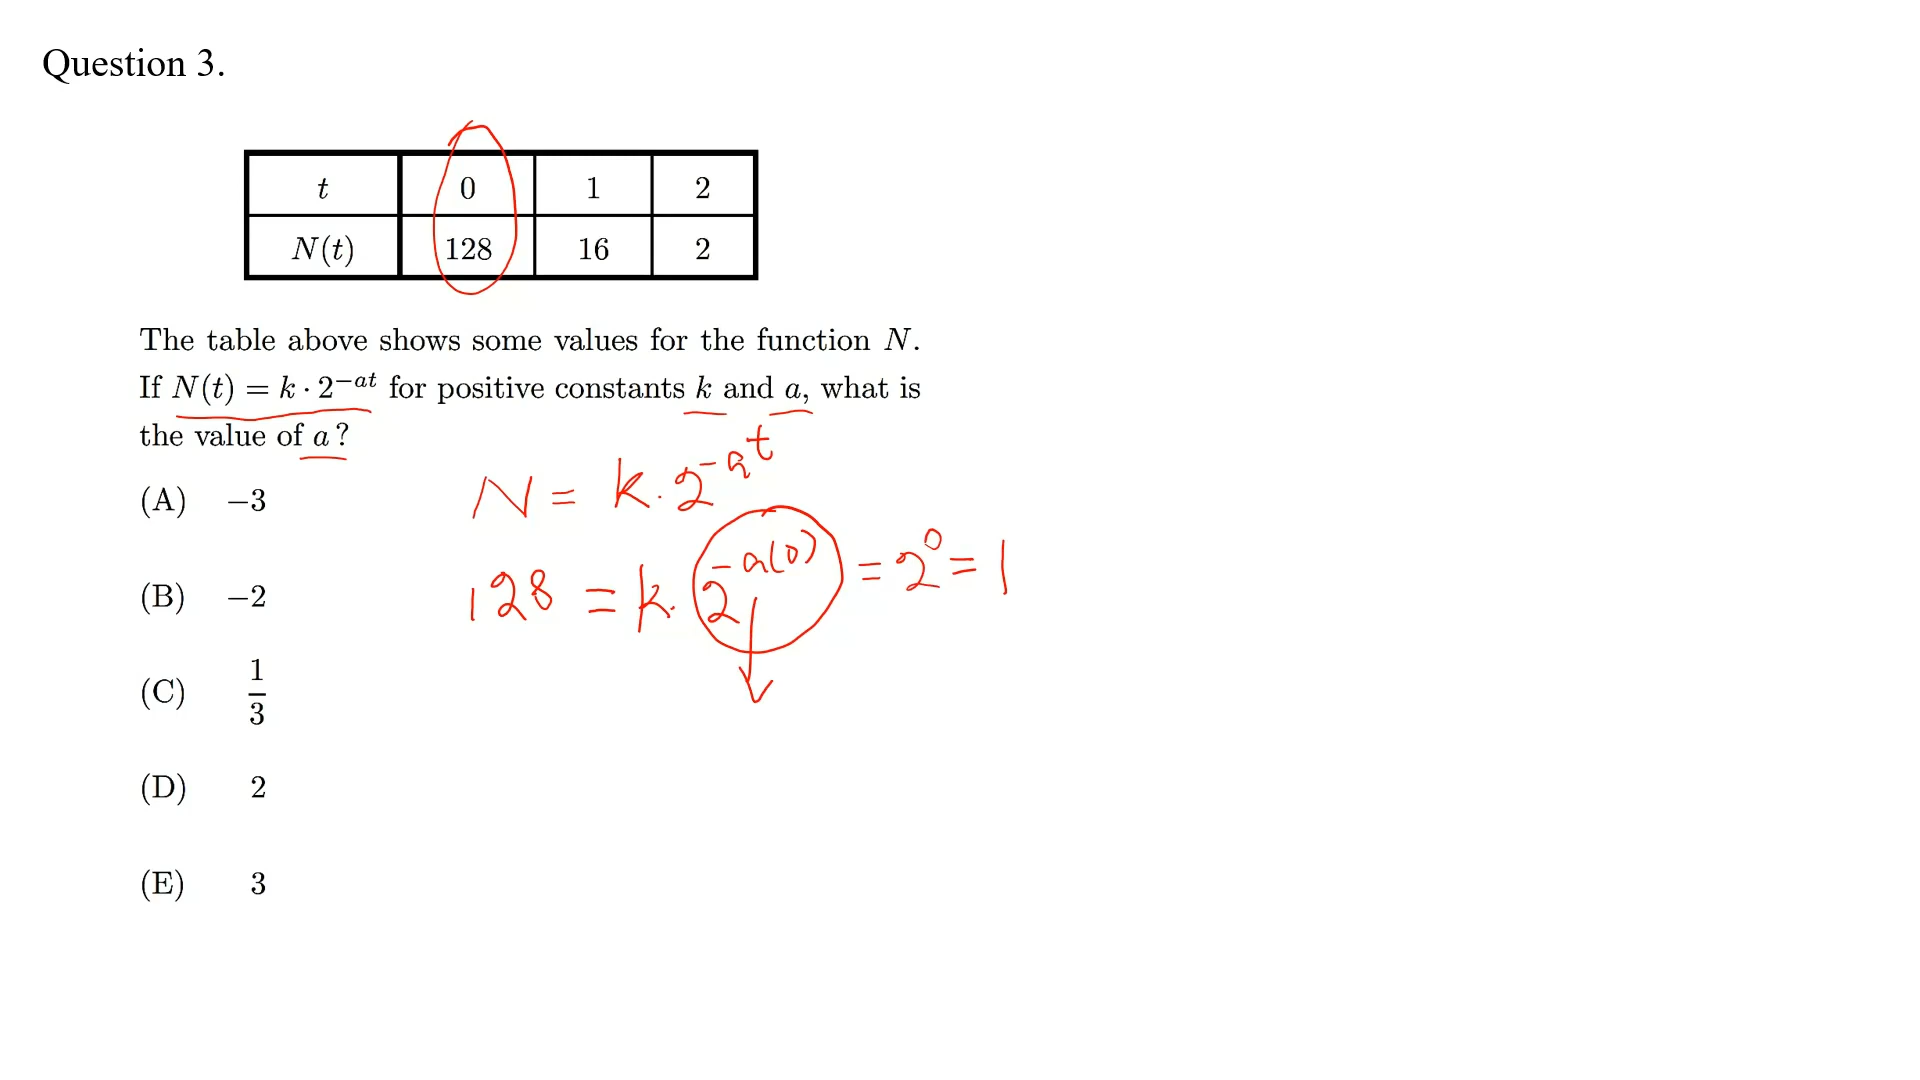 Question 3.
t 0 1 2
N(t) 128 16 2
The table above shows some values for the function N.
If N(t) = k · 2^{-at} for positive constants k and a, what is
the value of a?
(A) −3
(B) −2
(C) 1/3
(D) 2
(E) 3
N = k · 2^{-at}
128 = k · 2^{-a(0)} = 2^0 = 1